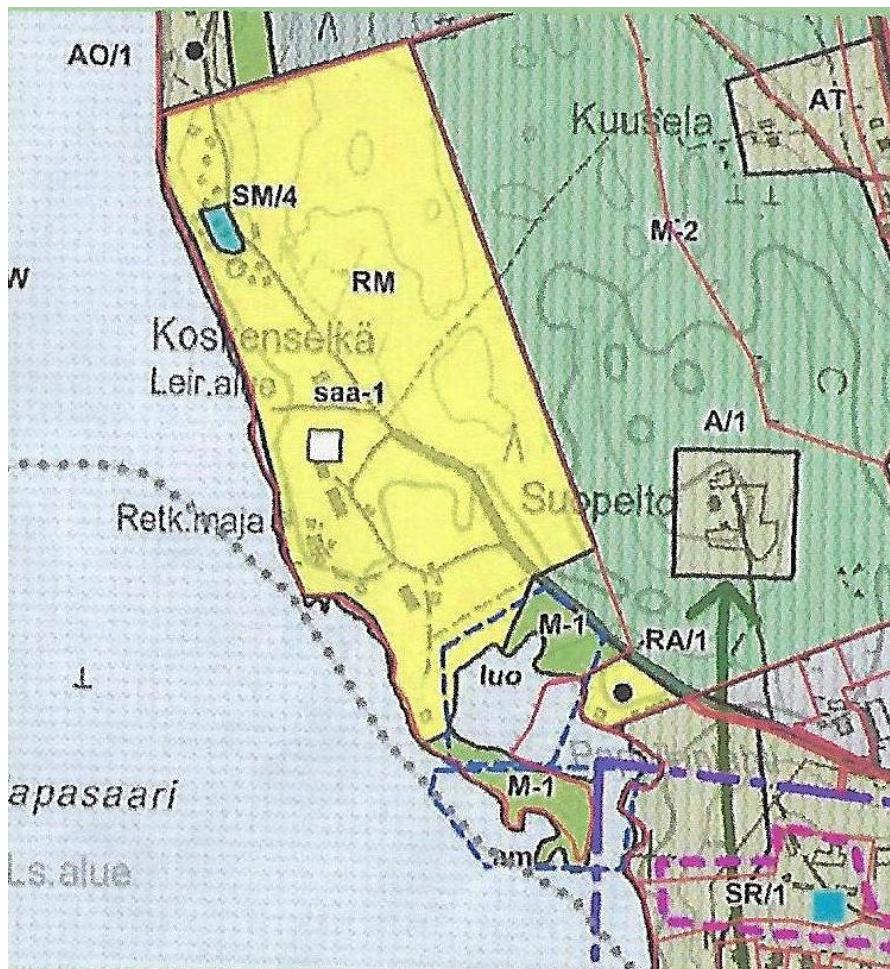 AO/1
AT
Kuusela
SM/4
M-2
W
RM
Koskenselkä
Leir.alue
saa-1
A/1
Suopelto
Retk.maja
M-1
RA/1
luo
M-1
apasaari
am
Ls.alue
SR/1